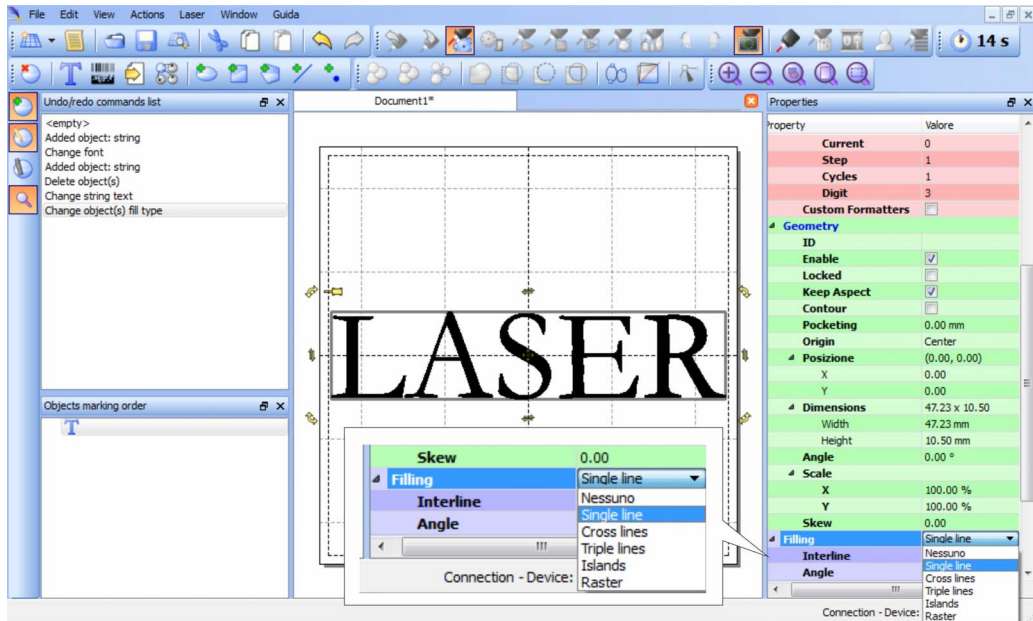 File Edit View Actions Laser Window Guida
14 s
Undo/redo commands list
<empty>
Added object: string
Change font
Added object: string
Delete object(s)
Change string text
Change object(s) fill type
Objects marking order
T
Document1*
LASER
Skew 0.00
Filling Single line
Interline Nessuno
Angle Single line
Cross lines
Triple lines
Islands
Raster
Connection - Device:
Properties
Property Valore
Current 0
Step 1
Cycles 1
Digit 3
Custom Formatters
Geometry
ID
Enable
Locked
Keep Aspect
Contour
Pocketing 0.00 mm
Origin Center
Posizione (0.00, 0.00)
X 0.00
Y 0.00
Dimensions 47.23 x 10.50
Width 47.23 mm
Height 10.50 mm
Angle 0.00 °
Scale
X 100.00 %
Y 100.00 %
Skew 0.00
Filling Single line
Interline Nessuno
Angle Single line
Cross lines
Triple lines
Islands
Raster
Connection - Device: